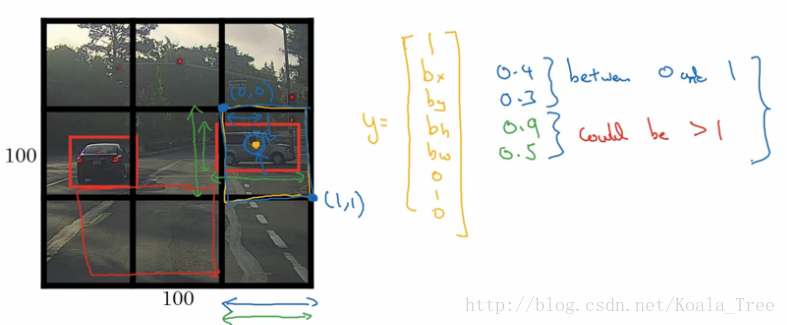 (0,0)
100
(1,1)
100
y=
1
bx
by
bh
bw
0
1
0
0.4
0.3
between 0 and 1
0.9
0.5
could be >1
http://blog.csdn.net/Koala_Tree